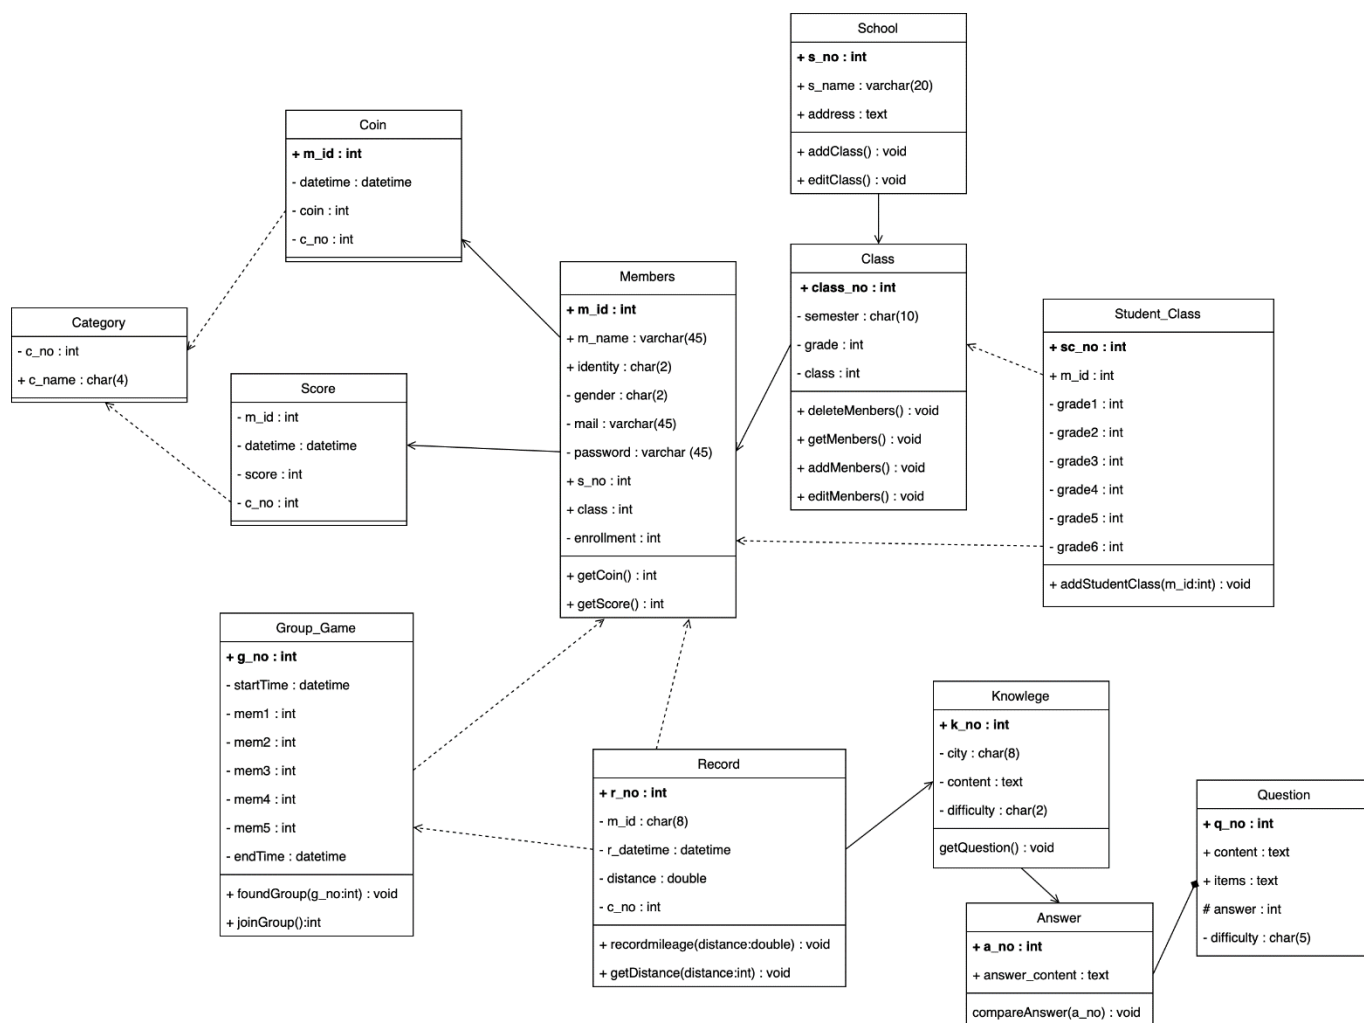 School
+ s_no : int
+ s_name : varchar(20)
+ address : text
+ addClass() : void
+ editClass() : void
Coin
+ m_id : int
- datetime : datetime
- coin : int
- c_no : int
Class
+ class_no : int
- semester : char(10)
- grade : int
- class : int
+ deleteMenbers() : void
+ getMenbers() : void
+ addMenbers() : void
+ editMenbers() : void
Members
+ m_id : int
+ m_name : varchar(45)
+ identity : char(2)
- gender : char(2)
- mail : varchar(45)
- password : varchar (45)
+ s_no : int
+ class : int
- enrollment : int
+ getCoin() : int
+ getScore() : int
Student_Class
+ sc_no : int
+ m_id : int
- grade1 : int
- grade2 : int
- grade3 : int
- grade4 : int
- grade5 : int
- grade6 : int
+ addStudentClass(m_id:int) : void
Category
- c_no : int
+ c_name : char(4)
Score
- m_id : int
- datetime : datetime
- score : int
- c_no : int
Group_Game
+ g_no : int
- startTime : datetime
- mem1 : int
- mem2 : int
- mem3 : int
- mem4 : int
- mem5 : int
- endTime : datetime
+ foundGroup(g_no:int) : void
+ joinGroup():int
Record
+ r_no : int
- m_id : char(8)
- r_datetime : datetime
- distance : double
- c_no : int
+ recordmileage(distance:double) : void
+ getDistance(distance:int) : void
Knowlege
+ k_no : int
- city : char(8)
- content : text
- difficulty : char(2)
getQuestion() : void
Question
+ q_no : int
+ content : text
+ items : text
# answer : int
- difficulty : char(5)
Answer
+ a_no : int
+ answer_content : text
compareAnswer(a_no) : void